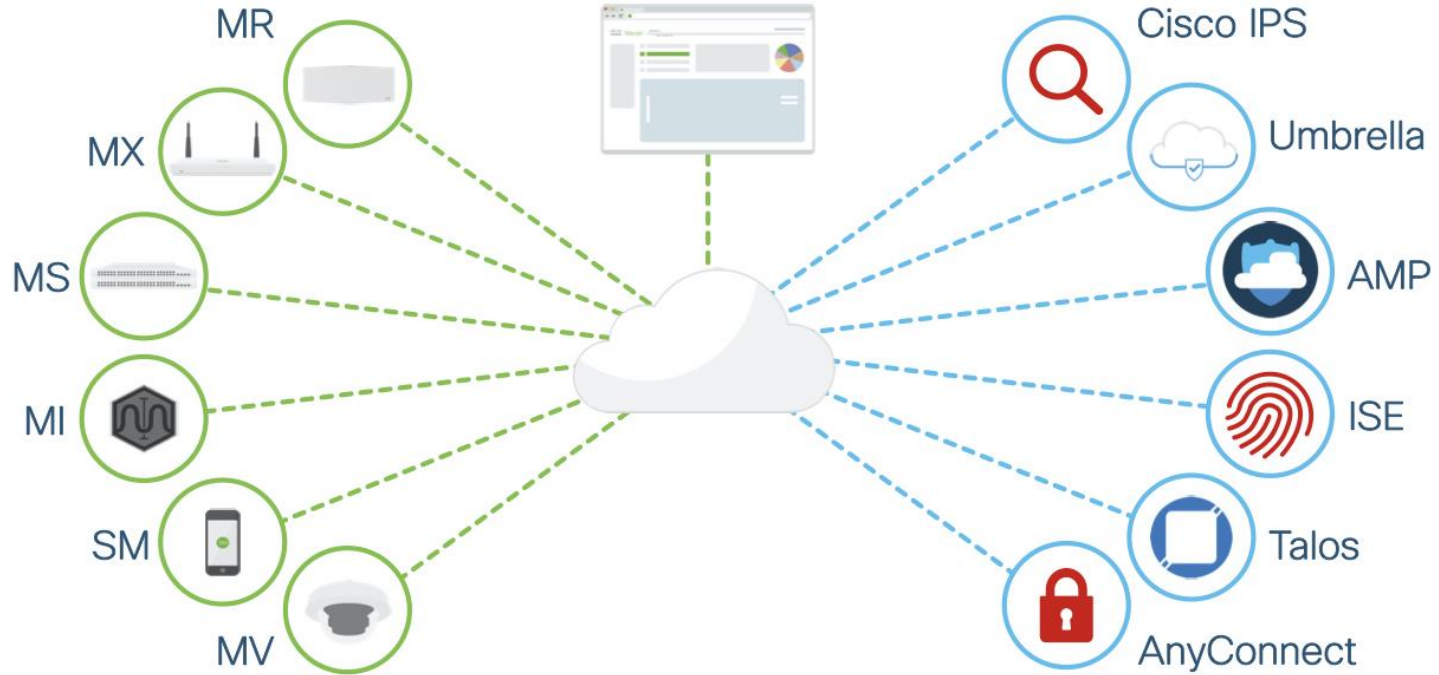 MR
MX
MS
MI
SM
MV
Cisco IPS
Umbrella
AMP
ISE
Talos
AnyConnect